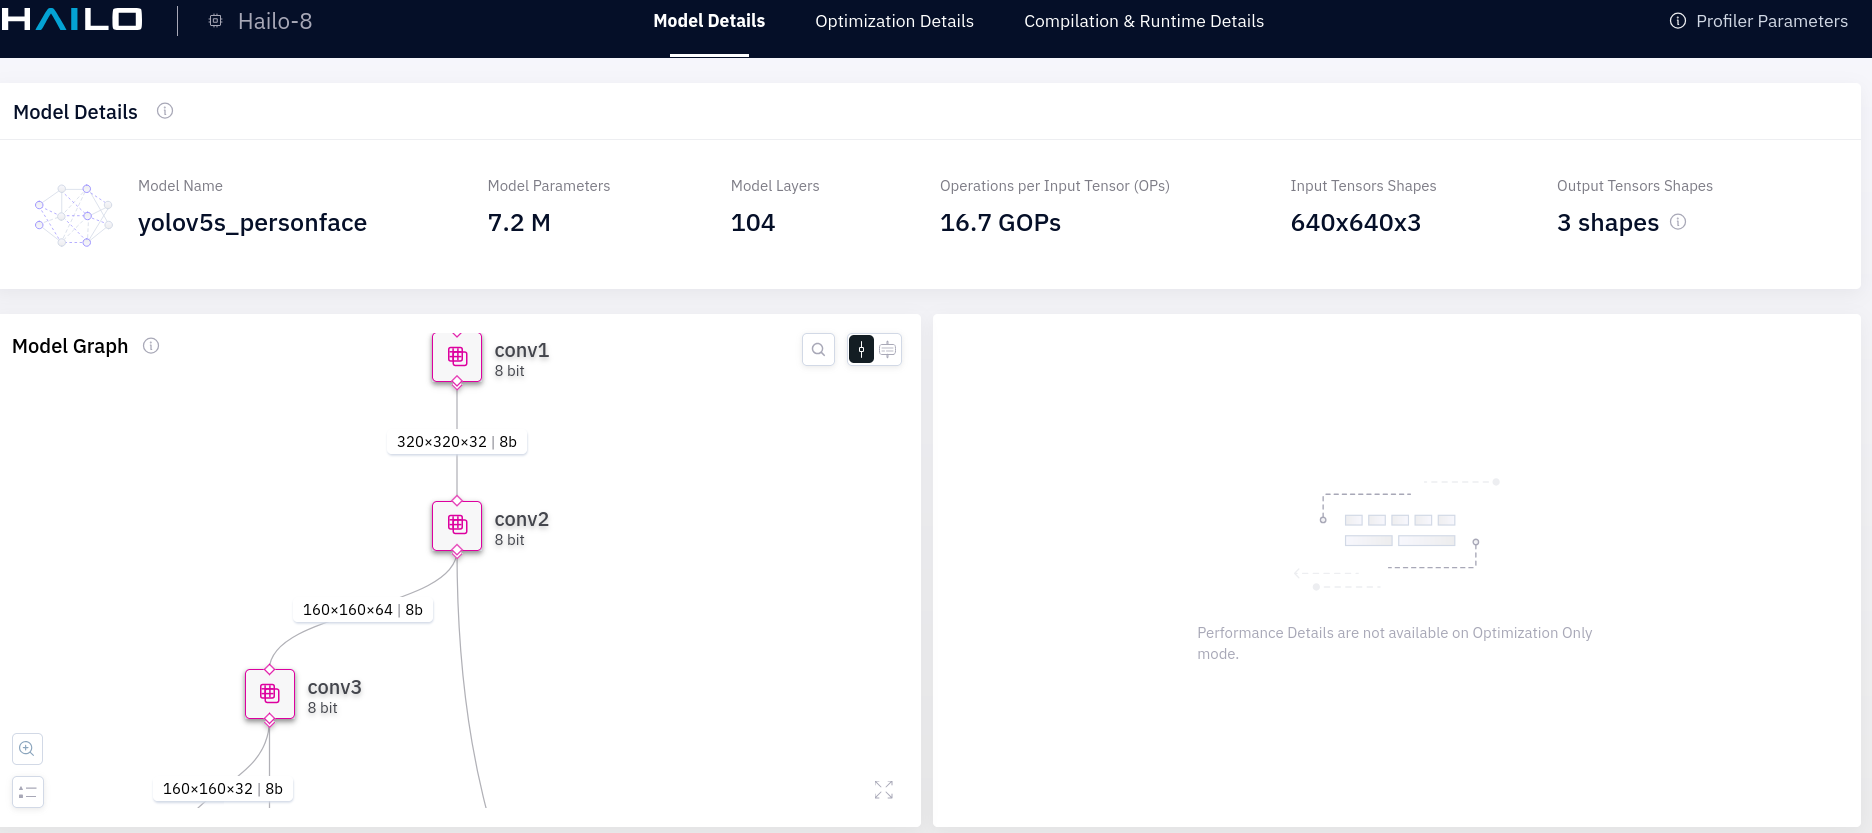 HAILO
Hailo-8
Model Details
Optimization Details
Compilation & Runtime Details
Profiler Parameters
Model Details
Model Name
yolov5s_personface
Model Parameters
7.2 M
Model Layers
104
Operations per Input Tensor (OPs)
16.7 GOPs
Input Tensors Shapes
640x640x3
Output Tensors Shapes
3 shapes
Model Graph
conv1
8 bit
320×320×32 | 8b
conv2
8 bit
160×160×64 | 8b
conv3
8 bit
160×160×32 | 8b
Performance Details are not available on Optimization Only
mode.